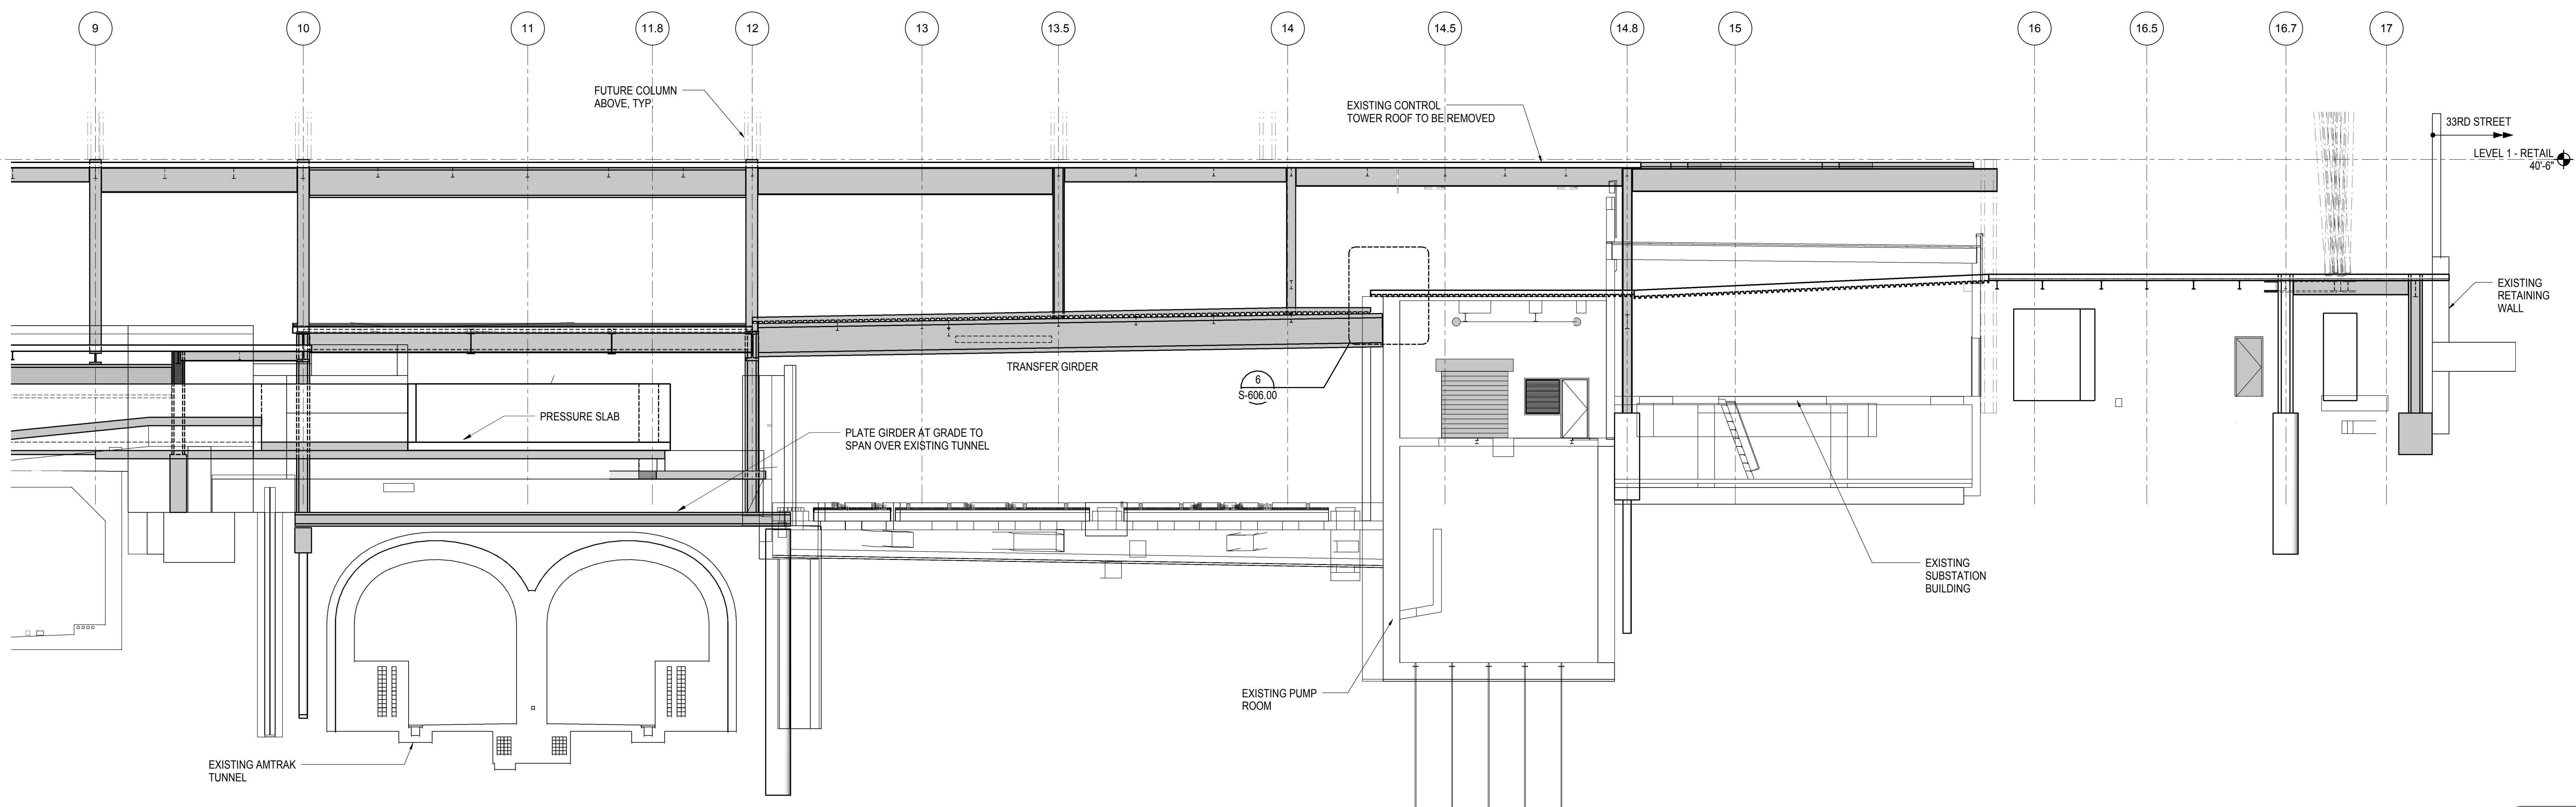 9
10
11
11.8
12
13
13.5
14
14.5
14.8
15
16
16.5
16.7
17
FUTURE COLUMN
ABOVE, TYP.
EXISTING CONTROL
TOWER ROOF TO BE REMOVED
33RD STREET
LEVEL 1 - RETAIL
40'-6"
EXISTING
RETAINING
WALL
TRANSFER GIRDER
6
S-606.00
PRESSURE SLAB
PLATE GIRDER AT GRADE TO
SPAN OVER EXISTING TUNNEL
EXISTING
SUBSTATION
BUILDING
EXISTING PUMP
ROOM
EXISTING AMTRAK
TUNNEL